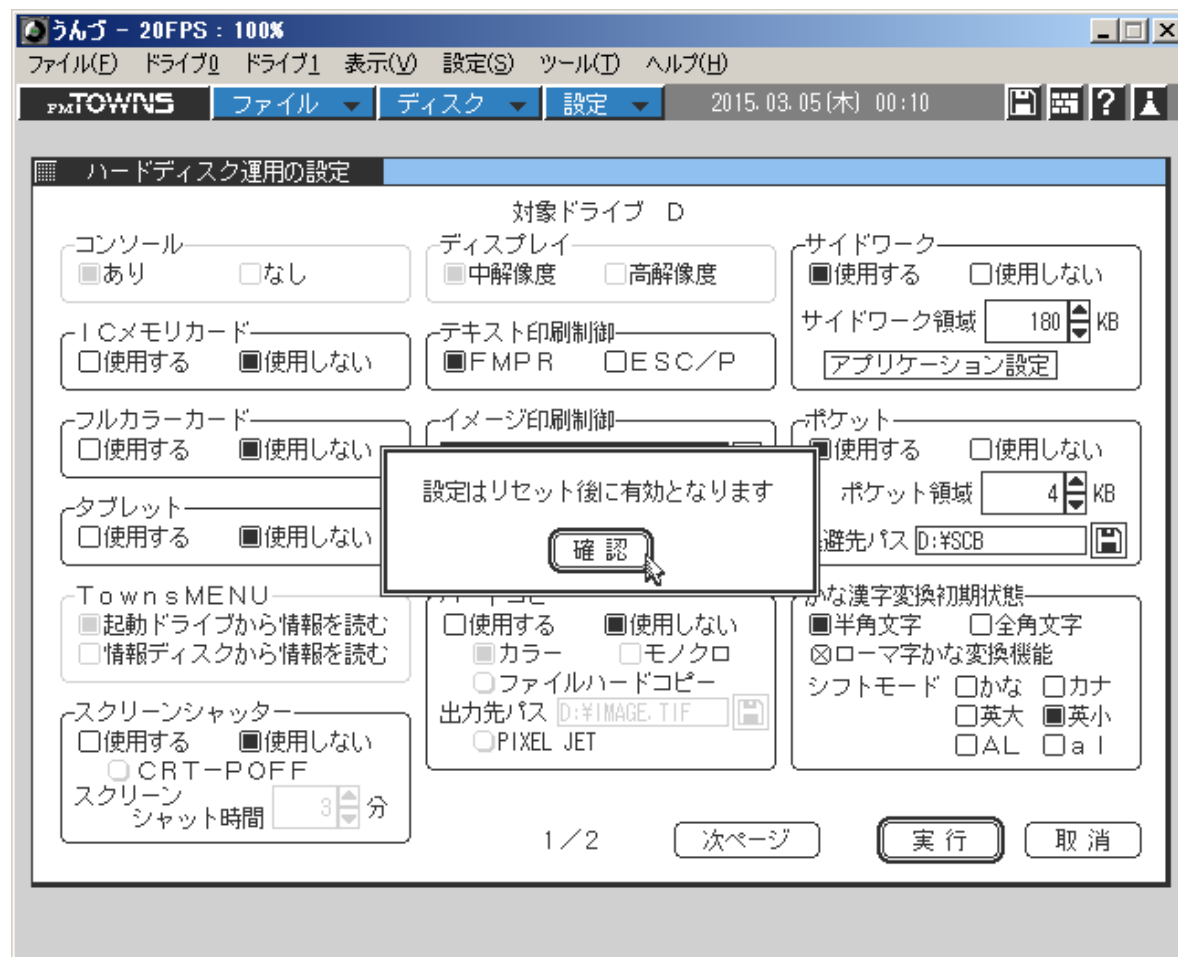 うんづ - 20FPS : 100%
ファイル(F) ドライブ0 ドライブ1 表示(V) 設定(S) ツール(T) ヘルプ(H)
FMTOWNS ファイル ディスク 設定 2015.03.05(木) 00:10 ?
ハードディスク運用の設定
対象ドライブ D
コンソール
あり なし
ICメモリカード
使用する 使用しない
フルカラーカード
使用する 使用しない
タブレット
使用する 使用しない
TownsMENU
起動ドライブから情報を読む
情報ディスクから情報を読む
スクリーンシャッター
使用する 使用しない
CRT-POFF
スクリーン
シャット時間 3 分
ディスプレイ
中解像度 高解像度
テキスト印刷制御
FMPR ESC/P
イメージ印刷制御
設定はリセット後に有効となります
確認
使用する 使用しない
カラー モノクロ
ファイルハードコピー
出力先パス D:¥IMAGE.TIF
PIXEL JET
サイドワーク
使用する 使用しない
サイドワーク領域 180 KB
アプリケーション設定
ポケット
使用する 使用しない
ポケット領域 4 KB
避先パス D:¥SCB
かな漢字変換初期状態
半角文字 全角文字
ローマ字かな変換機能
シフトモード かな カナ
英大 英小
AL al
1/2 次ページ 実行 取消